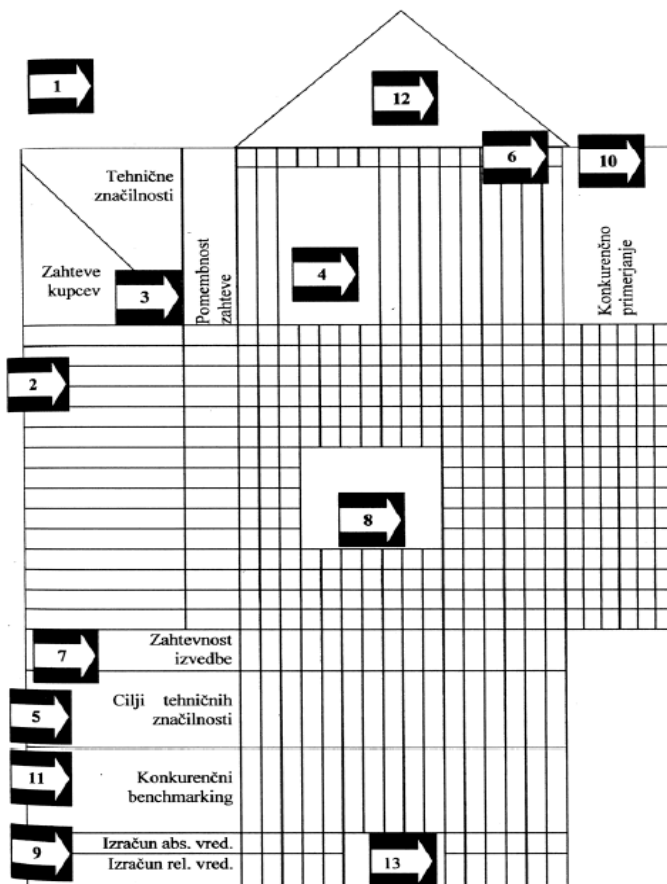 1
12
6
10
Tehnične
značilnosti
Zahteve
kupcev
3
Pomembnost
zahteve
4
Konkurenčno
primerjanje
2
8
7
Zahtevnost
izvedbe
5
Cilji tehničnih
značilnosti
11
Konkurenčni
benchmarking
9
Izračun abs. vred.
Izračun rel. vred.
13